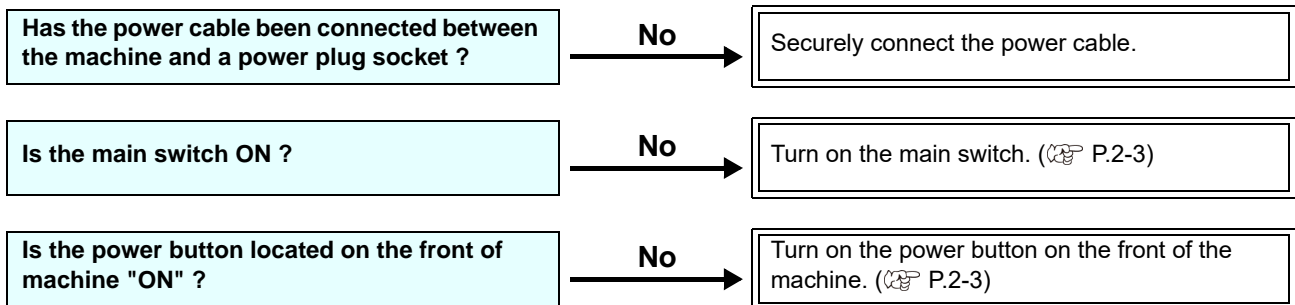 Has the power cable been connected between
the machine and a power plug socket ?
No
Securely connect the power cable.
Is the main switch ON ?
No
Turn on the main switch. (☞ P.2-3)
Is the power button located on the front of
machine "ON" ?
No
Turn on the power button on the front of the
machine. (☞ P.2-3)